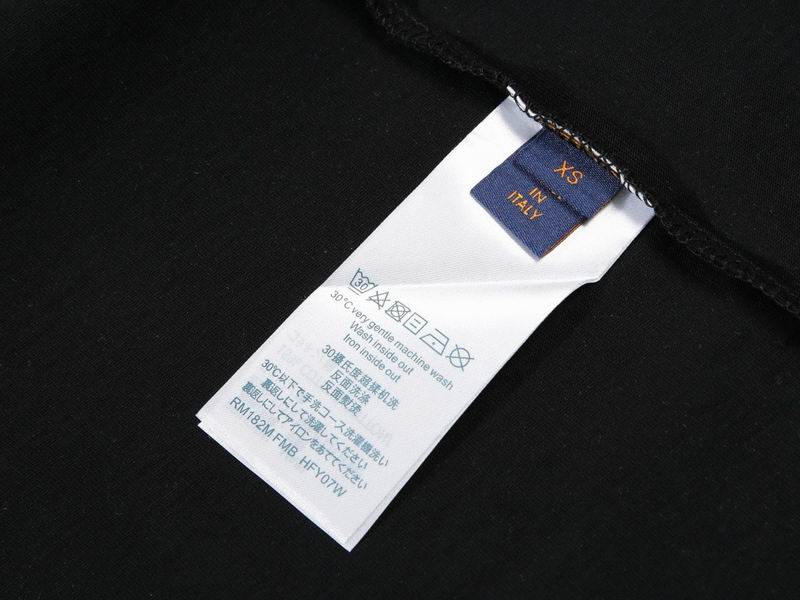 XS
IN
ITALY
30
30°C very gentle machine wash
Wash inside out
Iron inside out
30摄氏度超揉机洗
反面洗涤
反面熨烫
30℃以下で手洗コース洗濯機洗い
裏返しにして洗濯してください
裏返しにしてアイロンをあててください
RM182M FMB HFY07W